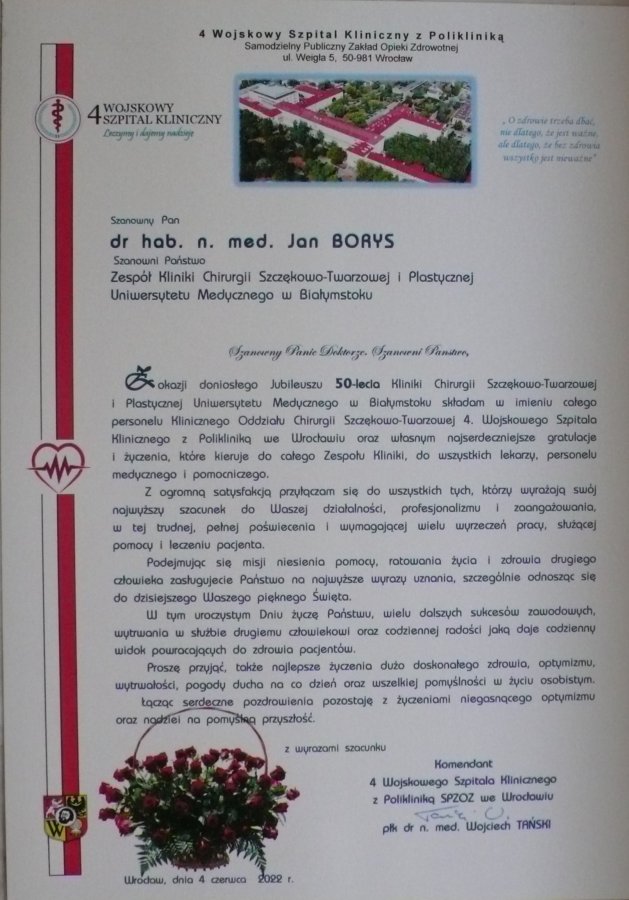 4 Wojskowy Szpital Kliniczny z Polikliniką
Samodzielny Publiczny Zakład Opieki Zdrowotnej
ul. Weigla 5, 50-981 Wrocław
4 WOJSKOWY
SZPITAL KLINICZNY
Leczymy i dajemy nadzieję
„O zdrowie trzeba dbać,
nie dlatego, że jest ważne,
ale dlatego, że bez zdrowia
wszystko jest nieważne"
Szanowny Pan
dr hab. n. med. Jan BORYS
Szanowni Państwo
Zespół Kliniki Chirurgii Szczękowo-Twarzowej i Plastycznej
Uniwersytetu Medycznego w Białymstoku
Szanowny Panie Doktorze, Szanowni Państwo,
Z okazji doniosłego Jubileuszu 50-lecia Kliniki Chirurgii Szczękowo-Twarzowej
i Plastycznej Uniwersytetu Medycznego w Białymstoku składam w imieniu całego
personelu Klinicznego Oddziału Chirurgii Szczękowo-Twarzowej 4. Wojskowego Szpitala
Klinicznego z Polikliniką we Wrocławiu oraz własnym najserdeczniejsze gratulacje
i życzenia, które kieruje do całego Zespołu Kliniki, do wszystkich lekarzy, personelu
medycznego i pomocniczego.
Z ogromną satysfakcją przyłączam się do wszystkich tych, którzy wyrażają swój
najwyższy szacunek do Waszej działalności, profesjonalizmu i zaangażowania,
w tej trudnej, pełnej poświecenia i wymagającej wielu wyrzeczeń pracy, służącej
pomocy i leczeniu pacjenta.
Podejmując się misji niesienia pomocy, ratowania życia i zdrowia drugiego
człowieka zasługujecie Państwo na najwyższe wyrazy uznania, szczególnie odnosząc się
do dzisiejszego Waszego pięknego Święta.
W tym uroczystym Dniu życzę Państwu, wielu dalszych sukcesów zawodowych,
wytrwania w służbie drugiemu człowiekowi oraz codziennej radości jaką daje codzienny
widok powracających do zdrowia pacjentów.
Proszę przyjąć, także najlepsze życzenia dużo doskonałego zdrowia, optymizmu,
wytrwałości, pogody ducha na co dzień oraz wszelkiej pomyślności w życiu osobistym.
Łącząc serdeczne pozdrowienia pozostaję z życzeniami niegasnącego optymizmu
oraz nadziei na pomyślną przyszłość.
z wyrazami szacunku
Komendant
4 Wojskowego Szpitala Klinicznego
z Polikliniką SPZOZ we Wrocławiu
płk dr n. med. Wojciech TAŃSKI
W
Wrocław, dnia 4 czerwca 2022 r.